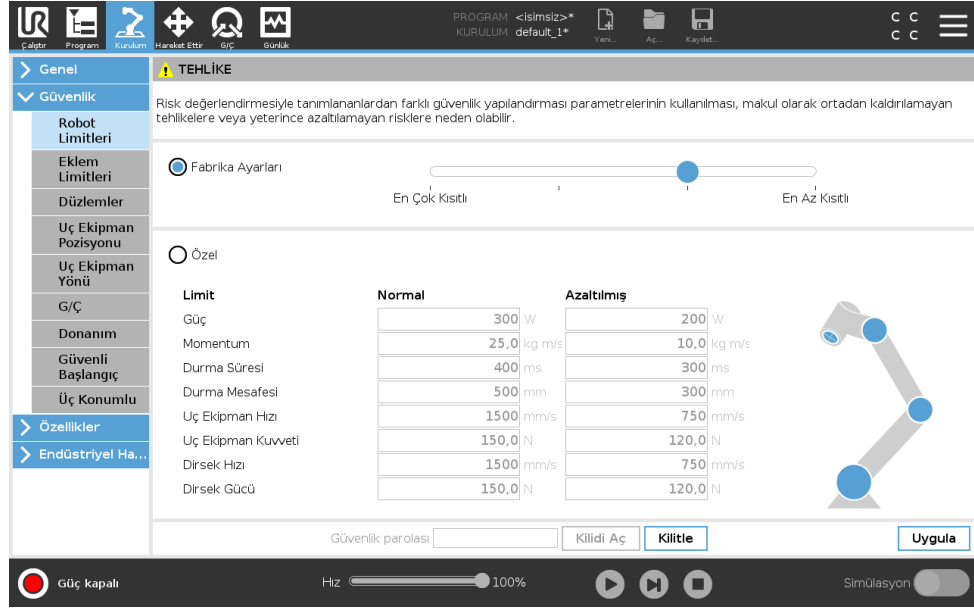 UR
PROGRAM <isimsiz>*
KURULUM default_1*
Çalıştır
Program
Kurulum
Hareket Ettir
G/Ç
Günlük
Yeni...
Aç...
Kaydet...
C C
C C
Genel
Güvenlik
Robot
Limitleri
Eklem
Limitleri
Düzlemler
Uç Ekipman
Pozisyonu
Uç Ekipman
Yönü
G/Ç
Donanım
Güvenli
Başlangıç
Üç Konumlu
Özellikler
Endüstriyel Ha...
TEHLİKE
Risk değerlendirmesiyle tanımlananlardan farklı güvenlik yapılandırması parametrelerinin kullanılması, makul olarak ortadan kaldırılamayan
tehlikelere veya yeterince azaltılamayan risklere neden olabilir.
Fabrika Ayarları
En Çok Kısıtlı
En Az Kısıtlı
Özel
Limit Normal Azaltılmış
Güç 300 W 200 W
Momentum 25,0 kg m/s 10,0 kg m/s
Durma Süresi 400 ms 300 ms
Durma Mesafesi 500 mm 300 mm
Uç Ekipman Hızı 1500 mm/s 750 mm/s
Uç Ekipman Kuvveti 150,0 N 120,0 N
Dirsek Hızı 1500 mm/s 750 mm/s
Dirsek Gücü 150,0 N 120,0 N
Güvenlik parolası Kilidi Aç Kilitle Uygula
Güç kapalı
Hız 100%
Simülasyon